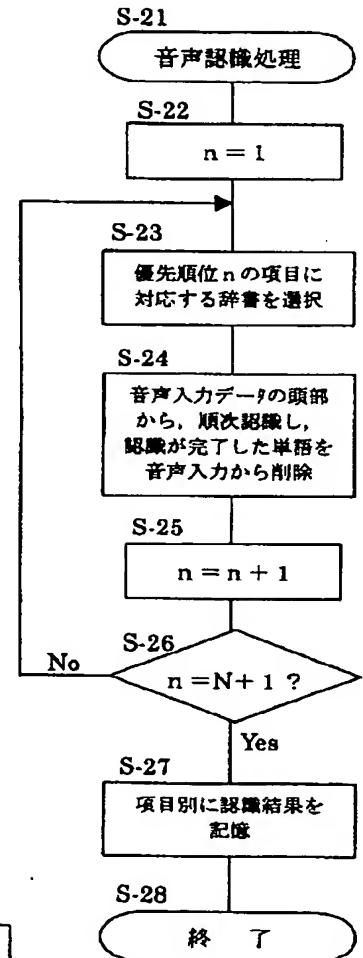 S-21
音声認識処理
S-22
n = 1
S-23
優先順位 n の項目に
対応する辞書を選択
S-24
音声入力データの頭部
から，順次認識し，
認識が完了した単語を
音声入力から削除
S-25
n = n + 1
S-26
No
n = N + 1 ?
Yes
S-27
項目別に認識結果を
記憶
S-28
終 了